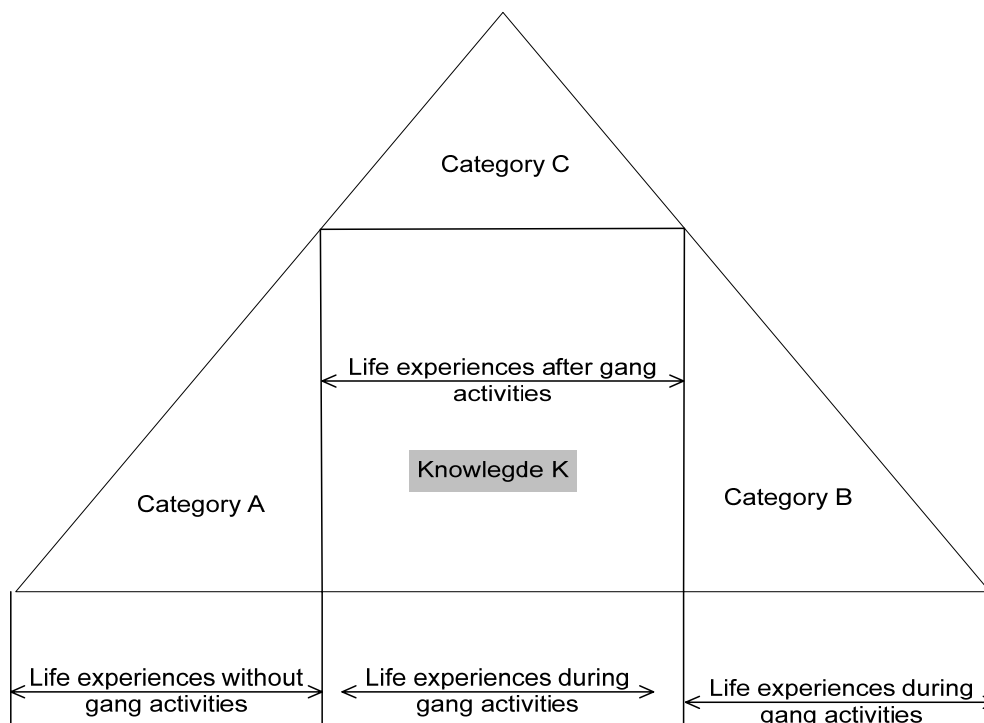 Category C
Life experiences after gang
activities
Knowlegde K
Category A
Category B
Life experiences without
gang activities
Life experiences during
gang activities
Life experiences during
gang activities